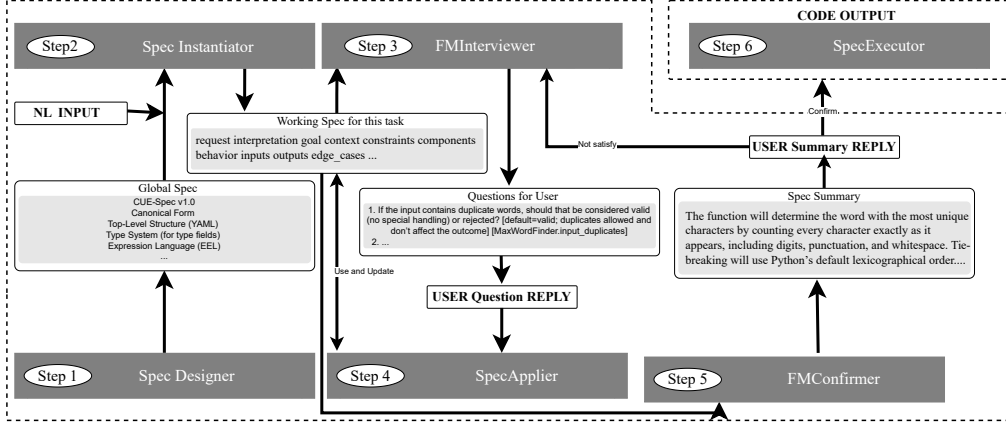 CODE OUTPUT
Step2
Spec Instantiator
Step 3
FMInterviewer
Step 6
SpecExecutor
NL INPUT
Working Spec for this task
request interpretation goal context constraints components
behavior inputs outputs edge_cases ...
Confirm
Not satisfy
USER Summary REPLY
Global Spec
CUE-Spec v1.0
Canonical Form
Top-Level Structure (YAML)
Type System (for type fields)
Expression Language (EEL)
...
Questions for User
1. If the input contains duplicate words, should that be considered valid
(no special handling) or rejected? [default=valid; duplicates allowed and
don't affect the outcome] [MaxWordFinder.input_duplicates]
2. ...
Spec Summary
The function will determine the word with the most unique
characters by counting every character exactly as it
appears, including digits, punctuation, and whitespace. Tie-
breaking will use Python's default lexicographical order....
Use and Update
USER Question REPLY
Step 1
Spec Designer
Step 4
SpecApplier
Step 5
FMConfirmer